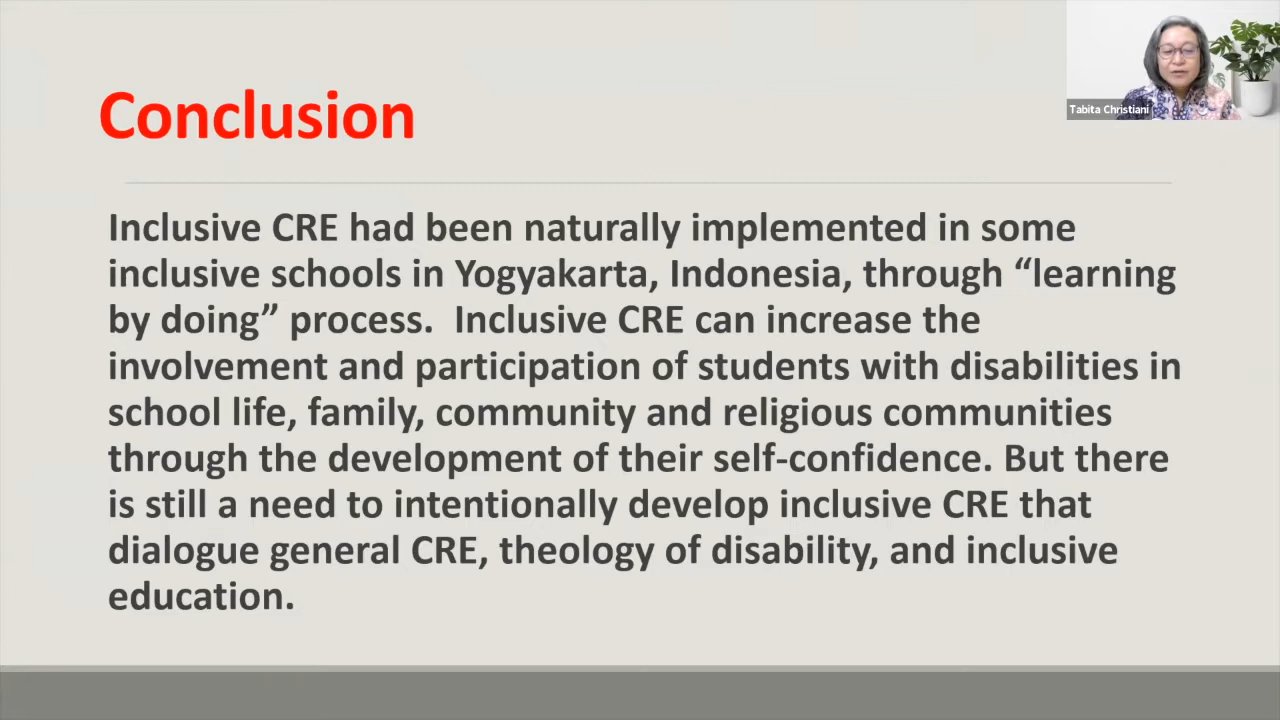 Conclusion
Tabita Christiani
Inclusive CRE had been naturally implemented in some
inclusive schools in Yogyakarta, Indonesia, through “learning
by doing” process.  Inclusive CRE can increase the
involvement and participation of students with disabilities in
school life, family, community and religious communities
through the development of their self-confidence. But there
is still a need to intentionally develop inclusive CRE that
dialogue general CRE, theology of disability, and inclusive
education.